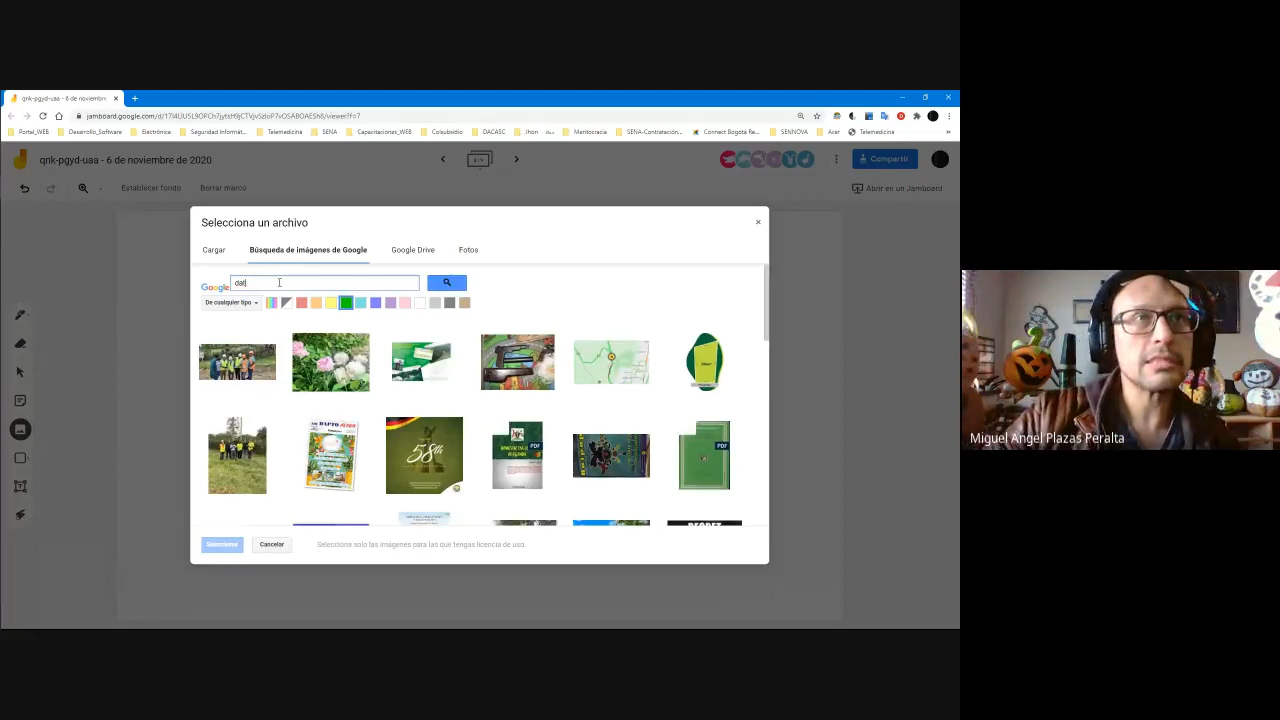 qnk-pgyd-uaa - 6 de noviembre
jamboard.google.com/d/17I4UU5L9OPCh7jytsH9jCTVjvSzIoP7vOSABOAE5h8/viewer?f=7
Portal_WEB Desarrollo_Software Electrónica Seguridad Informát... Telemedicina SENA Capacitaciónes_WEB Colsubsidio DACASC Jhon Meritocracia SENA-Contratación... Connect Bogotá Re... SENNOVA Acer Telemedicina
qnk-pgyd-uaa - 6 de noviembre de 2020
Compartir
Establecer fondo Borrar marco Abrir en un Jamboard
Selecciona un archivo
Cargar Búsqueda de imágenes de Google Google Drive Fotos
Google dat
De cualquier tipo
DAPTO
58th
PDF
PDF
Seleccionar Cancelar Selecciona solo las imágenes para las que tengas licencia de uso.
Miguel Angel Plazas Peralta